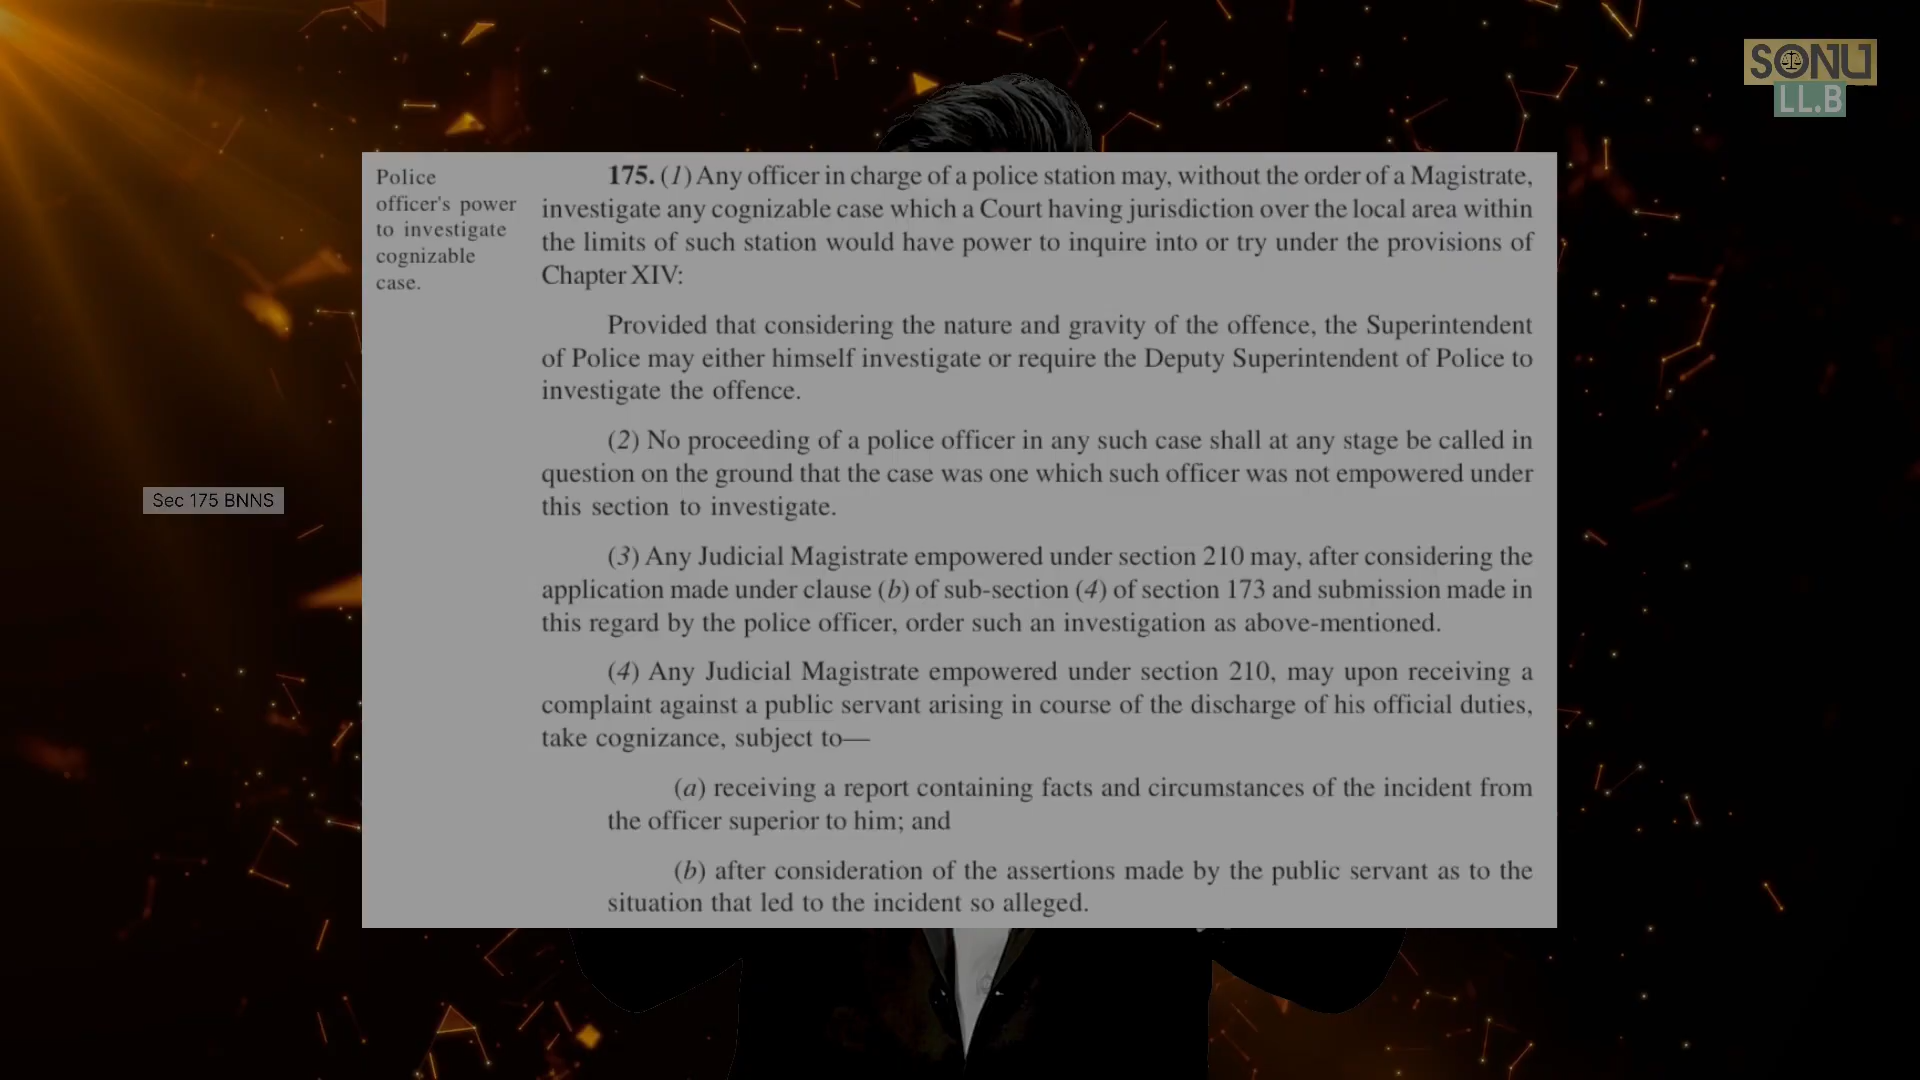 SONU
LL.B
Police
officer's power
to investigate
cognizable
case.
175. (1) Any officer in charge of a police station may, without the order of a Magistrate,
investigate any cognizable case which a Court having jurisdiction over the local area within
the limits of such station would have power to inquire into or try under the provisions of
Chapter XIV:
Provided that considering the nature and gravity of the offence, the Superintendent
of Police may either himself investigate or require the Deputy Superintendent of Police to
investigate the offence.
(2) No proceeding of a police officer in any such case shall at any stage be called in
question on the ground that the case was one which such officer was not empowered under
this section to investigate.
(3) Any Judicial Magistrate empowered under section 210 may, after considering the
application made under clause (b) of sub-section (4) of section 173 and submission made in
this regard by the police officer, order such an investigation as above-mentioned.
(4) Any Judicial Magistrate empowered under section 210, may upon receiving a
complaint against a public servant arising in course of the discharge of his official duties,
take cognizance, subject to—
(a) receiving a report containing facts and circumstances of the incident from
the officer superior to him; and
(b) after consideration of the assertions made by the public servant as to the
situation that led to the incident so alleged.
Sec 175 BNNS